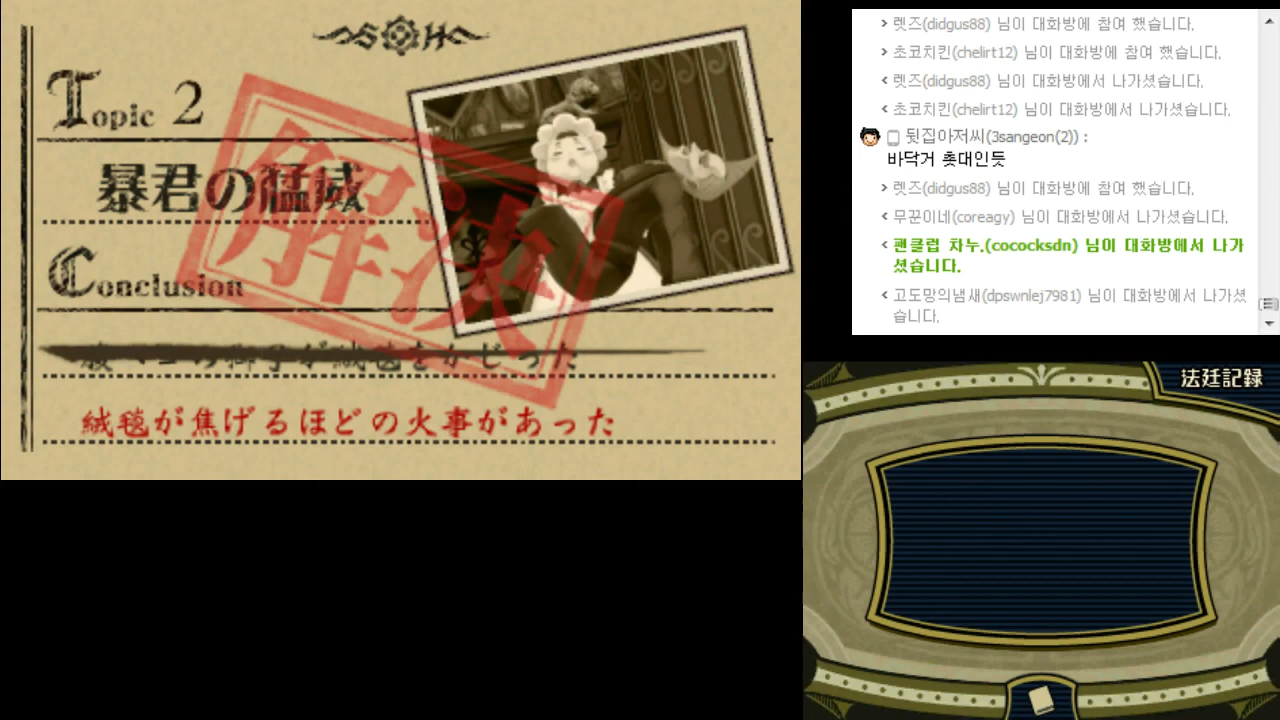 SH
Topic 2
暴君の猛威
解決
Conclusion
絨毯が焦げるほどの火事があった
> 렛즈(didgus88) 님이 대화방에 참여 했습니다.
> 초코치킨(chelirt12) 님이 대화방에 참여 했습니다.
< 렛즈(didgus88) 님이 대화방에서 나가셨습니다.
< 초코치킨(chelirt12) 님이 대화방에서 나가셨습니다.
뒷집아저씨(3sangeon(2)) :
바닥거 촛대인듯
> 렛즈(didgus88) 님이 대화방에 참여 했습니다.
< 무꾼이네(coreagy) 님이 대화방에서 나가셨습니다.
< 팬클럽 차누.(cococksdn) 님이 대화방에서 나가
셨습니다.
< 고도망의냄새(dpswnlej7981) 님이 대화방에서 나가셨
습니다.
法廷記録